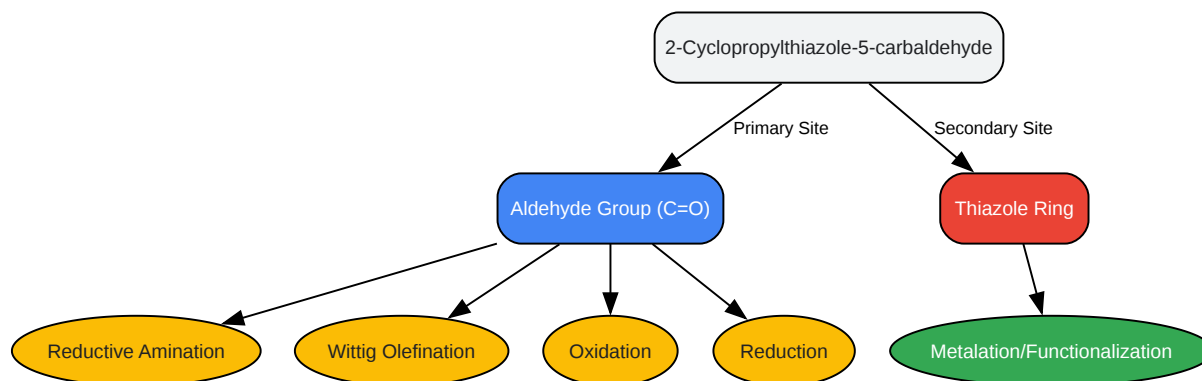 2-Cyclopropylthiazole-5-carbaldehyde
Primary Site
Secondary Site
Aldehyde Group (C=O)
Thiazole Ring
Reductive Amination
Wittig Olefination
Oxidation
Reduction
Metalation/Functionalization